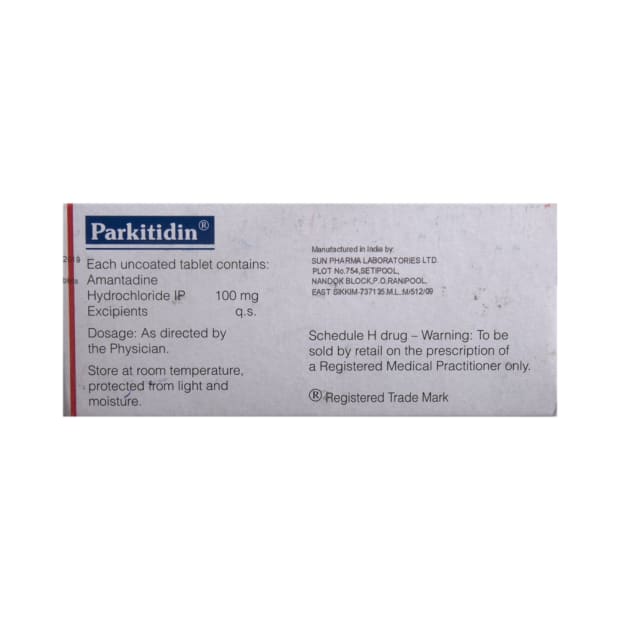 Parkitidin®
Each uncoated tablet contains:
Amantadine
Hydrochloride IP 100 mg
Excipients q.s.
Dosage: As directed by
the Physician.
Store at room temperature,
protected from light and
moisture.
Manufactured in India by:
SUN PHARMA LABORATORIES LTD.
PLOT No.754,SETIPOOL,
NANDOK BLOCK,P.O.RANIPOOL,
EAST SIKKIM-737135.M.L.M/512/09
Schedule H drug – Warning: To be
sold by retail on the prescription of
a Registered Medical Practitioner only.
® Registered Trade Mark